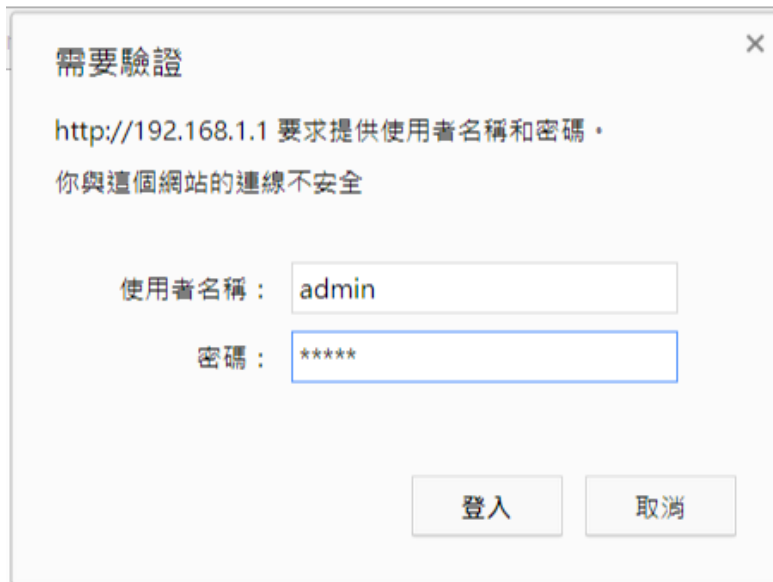 需要驗證
http://192.168.1.1 要求提供使用者名稱和密碼。
你與這個網站的連線不安全
使用者名稱： admin
密碼： *****
登入 取消